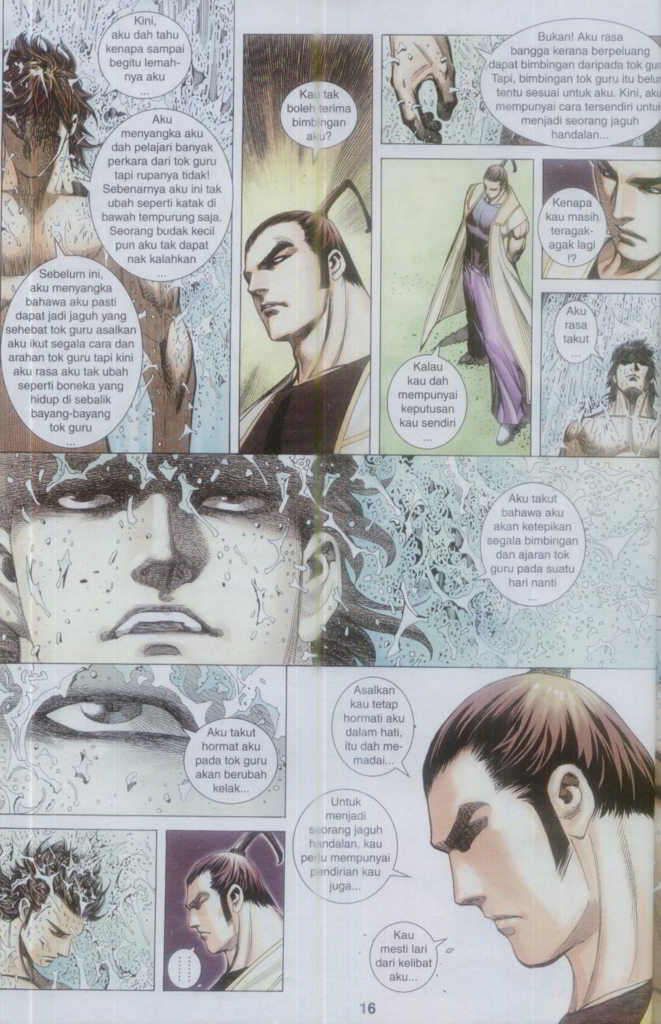 Kini,
aku dah tahu
kenapa sampai
begitu lemah-
nya aku
...
Aku
menyangka aku
dah pelajari banyak
perkara dari tok guru
tapi rupanya tidak!
Sebenarnya aku ini tak
ubah seperti katak di
bawah tempurung saja.
Seorang budak kecil
pun aku tak dapat
nak kalahkan
...
Sebelum ini,
aku menyangka
bahawa aku pasti
dapat jadi jaguh yang
sehebat tok guru asalkan
aku ikut segala cara dan
arahan tok guru tapi kini
aku rasa aku tak ubah
seperti boneka yang
hidup di sebalik
bayang-bayang
tok guru
...
Kau tak
boleh terima
bimbingan
aku?
Bukan! Aku rasa
bangga kerana berpeluang
dapat bimbingan daripada tok gur
Tapi, bimbingan tok guru itu belu
tentu sesuai untuk aku. Kini, aku
mempunyai cara tersendiri untuk
menjadi seorang jaguh
handalan...
Kalau
kau dah
mempunyai
keputusan
kau sendiri
...
Kenapa
kau masih
teragak-
agak lagi
!?
Aku
rasa
takut
...
Aku takut
bahawa aku
akan ketepikan
segala bimbingan
dan ajaran tok
guru pada suatu
hari nanti
...
Aku takut
hormat aku
pada tok guru
akan berubah
kelak...
Asalkan
kau tetap
hormati aku
dalam hati,
itu dah me-
madai...
Untuk
menjadi
seorang jaguh
handalan, kau
perlu mempunyai
pendirian kau
juga...
Kau
mesti lari
dari kelibat
aku...
......
16